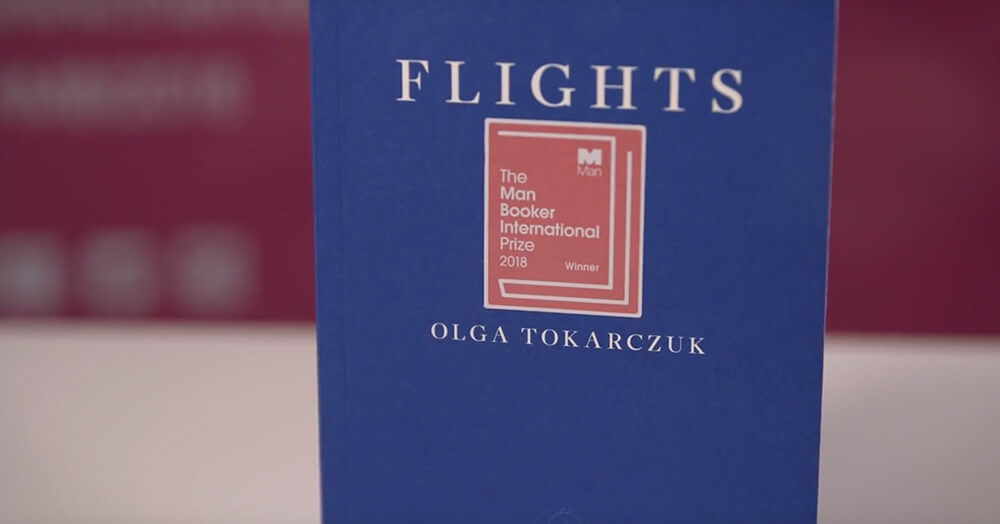 FLIGHTS
M
Man
The
Man
Booker
International
Prize
2018
Winner
OLGA TOKARCZUK